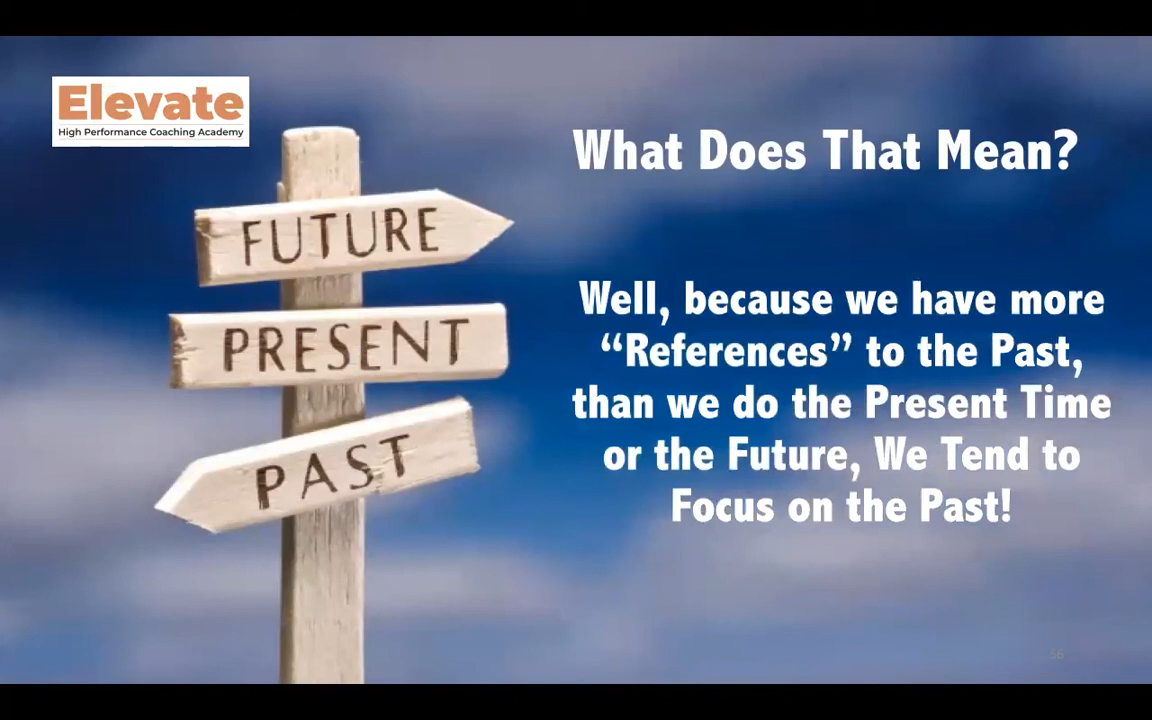 Elevate
High Performance Coaching Academy
What Does That Mean?
FUTURE
PRESENT
PAST
Well, because we have more
“References” to the Past,
than we do the Present Time
or the Future, We Tend to
Focus on the Past!
56